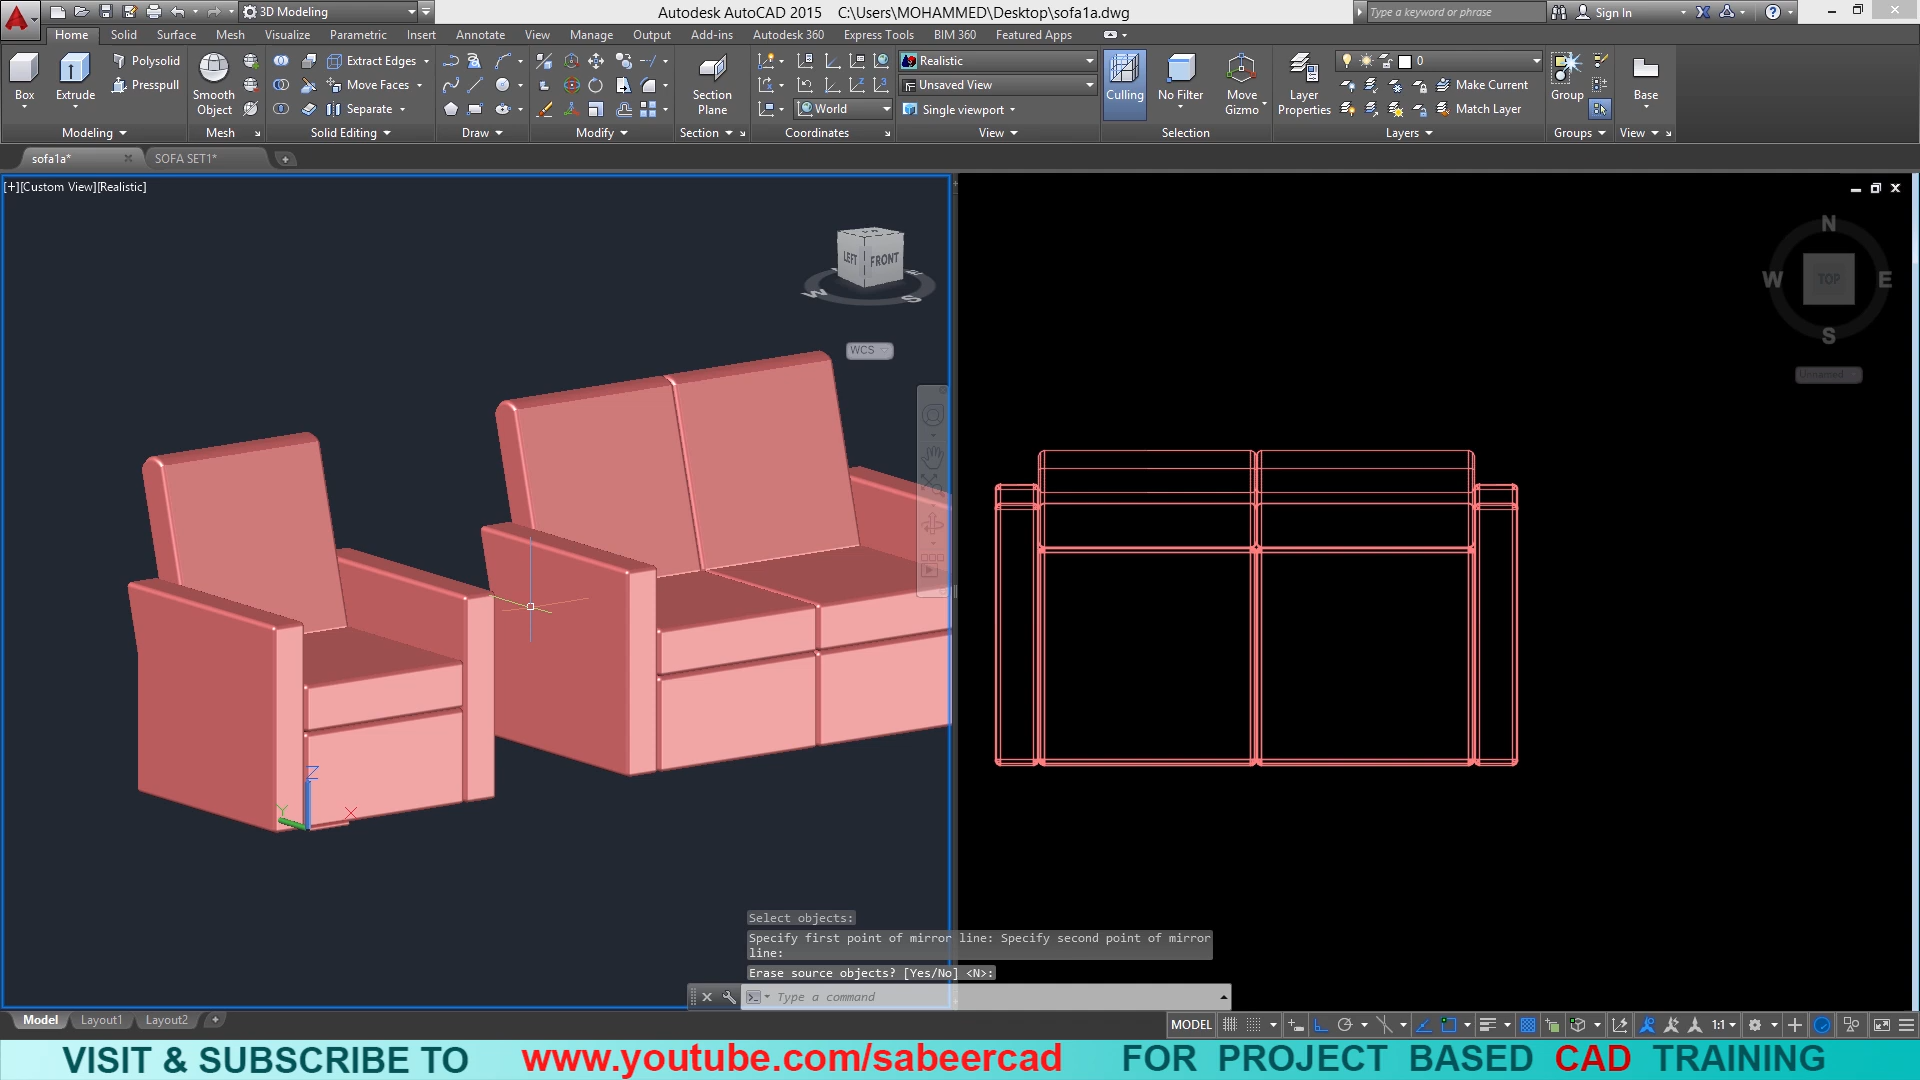 3D Modeling
Autodesk AutoCAD 2015 C:\Users\MOHAMMED\Desktop\sofa1a.dwg
Type a keyword or phrase
Sign In
Home Solid Surface Mesh Visualize Parametric Insert Annotate View Manage Output Add-ins Autodesk 360 Express Tools BIM 360 Featured Apps
Polysolid Extract Edges Realistic 0
Presspull Move Faces Unsaved View Make Current
Box Extrude Smooth Object Separate Section Plane World Single viewport Culling No Filter Move Gizmo Layer Properties Match Layer Group Base
Modeling Mesh Solid Editing Draw Modify Section Coordinates View Selection Layers Groups View
sofa1a* SOFA SET1*
[+][Custom View][Realistic]
LEFT FRONT
W S
WCS
N
W TOP E
S
Unnamed
Z
Y X
Select objects:
Specify first point of mirror line: Specify second point of mirror
line:
Erase source objects? [Yes/No] <N>:
Type a command
Model Layout1 Layout2
MODEL 1:1
VISIT & SUBSCRIBE TO www.youtube.com/sabeercad FOR PROJECT BASED CAD TRAINING